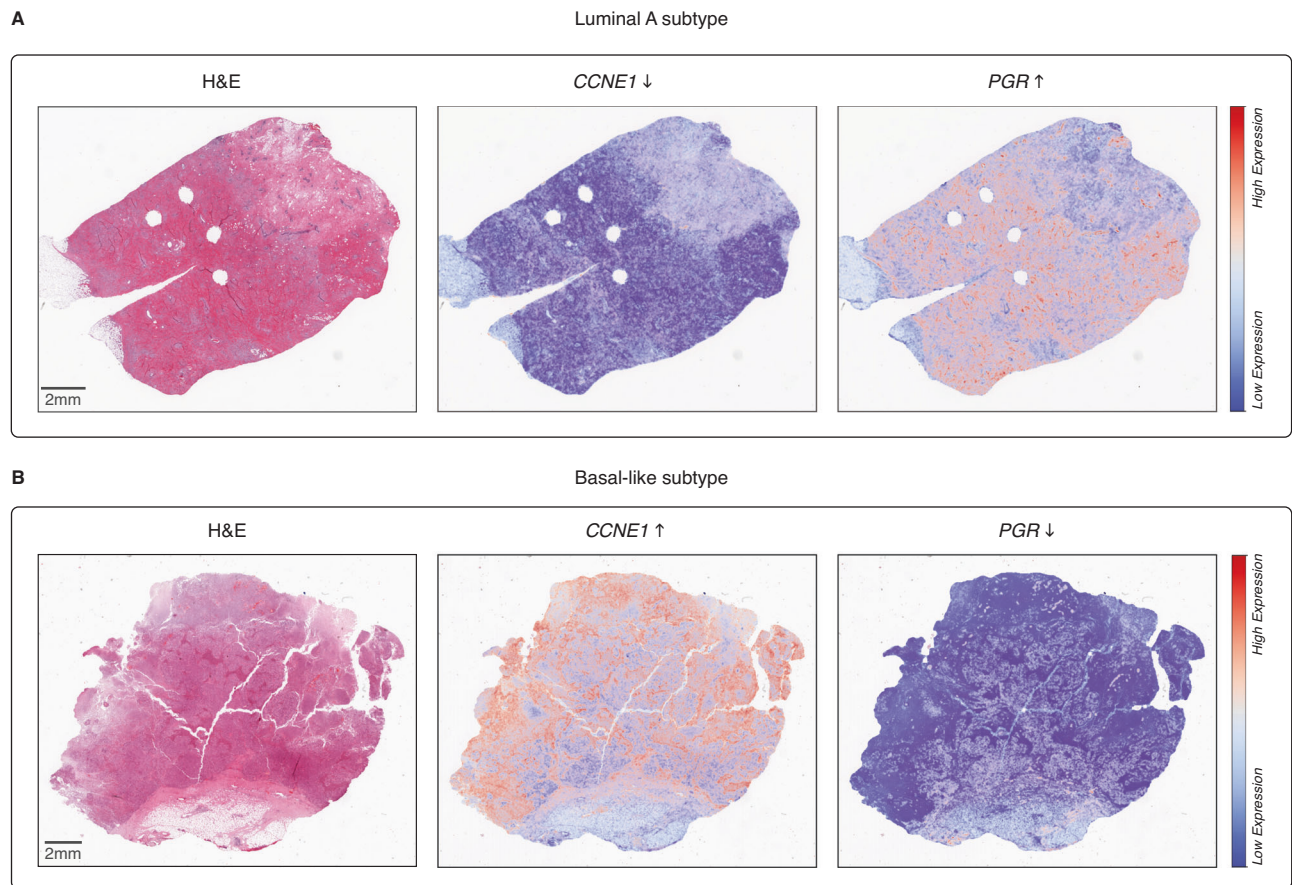 A
Luminal A subtype
H&E
CCNE1 ↓
PGR ↑
High Expression
Low Expression
2mm
B
Basal-like subtype
H&E
CCNE1 ↑
PGR ↓
High Expression
Low Expression
2mm